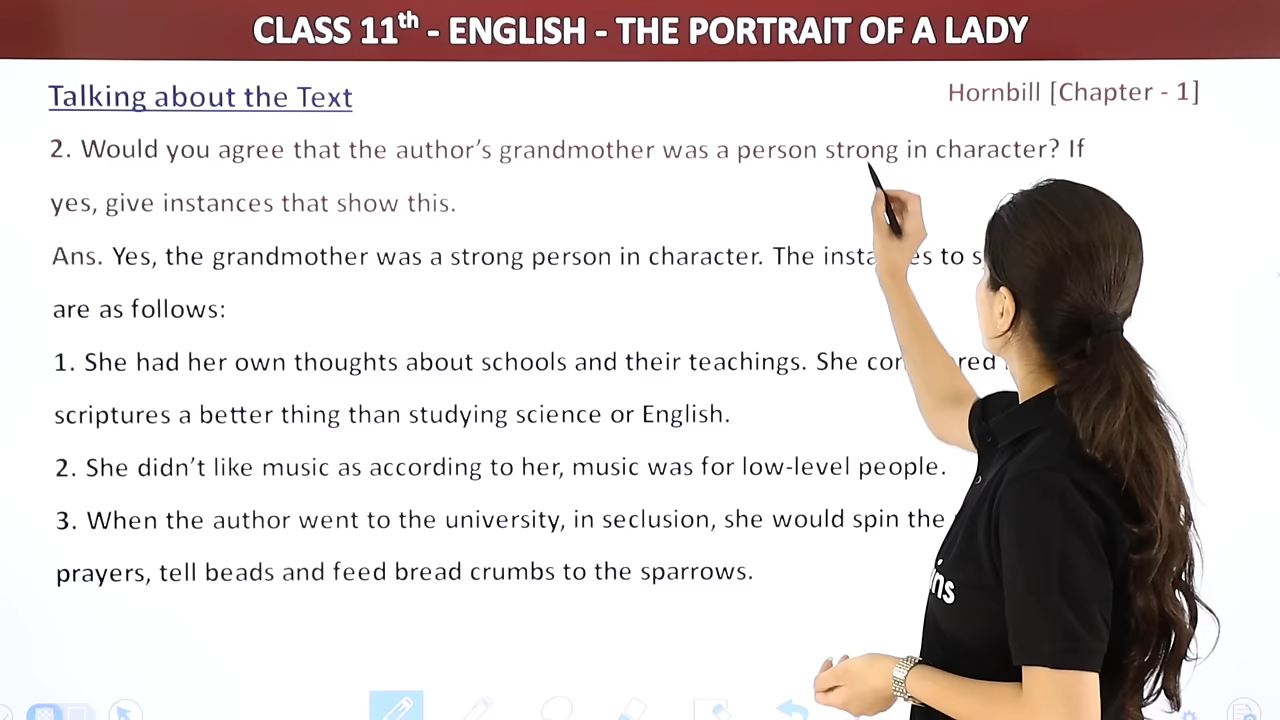 CLASS 11th - ENGLISH - THE PORTRAIT OF A LADY
Talking about the Text
Hornbill [Chapter - 1]
2. Would you agree that the author's grandmother was a person strong in character? If
yes, give instances that show this.
Ans. Yes, the grandmother was a strong person in character. The to
are as follows:
1. She had her own thoughts about schools and their teachings. She
scriptures a better thing than studying science or English.
2. She didn't like music as according to her, music was for low-level people.
3. When the author went to the university, in seclusion, she would spin the
prayers, tell beads and feed bread crumbs to the sparrows.